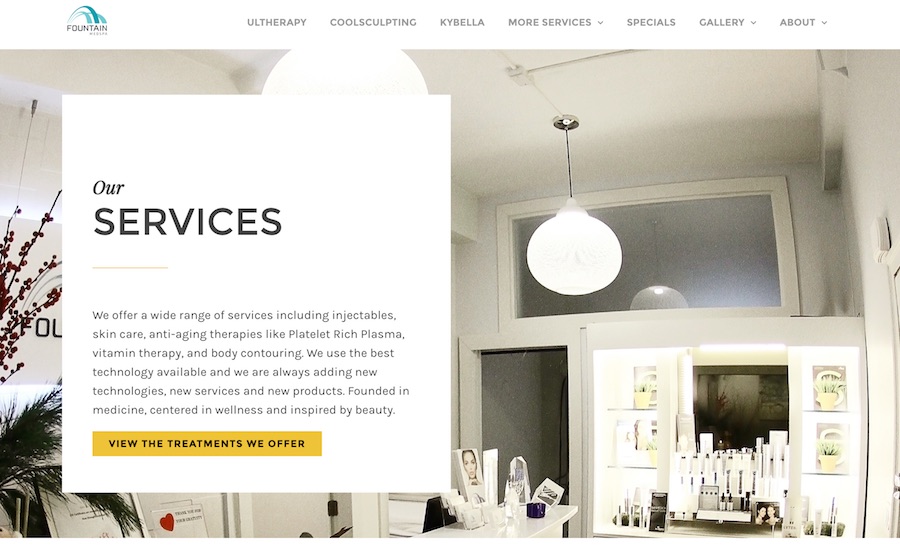 FOUNTAIN
MEDSPA
ULTHERAPY COOLSCULPTING KYBELLA MORE SERVICES SPECIALS GALLERY ABOUT
Our
SERVICES
We offer a wide range of services including injectables,
skin care, anti-aging therapies like Platelet Rich Plasma,
vitamin therapy, and body contouring. We use the best
technology available and we are always adding new
technologies, new services and new products. Founded in
medicine, centered in wellness and inspired by beauty.
VIEW THE TREATMENTS WE OFFER
FOU
THANK YOU FOR
YOUR GRATUITY